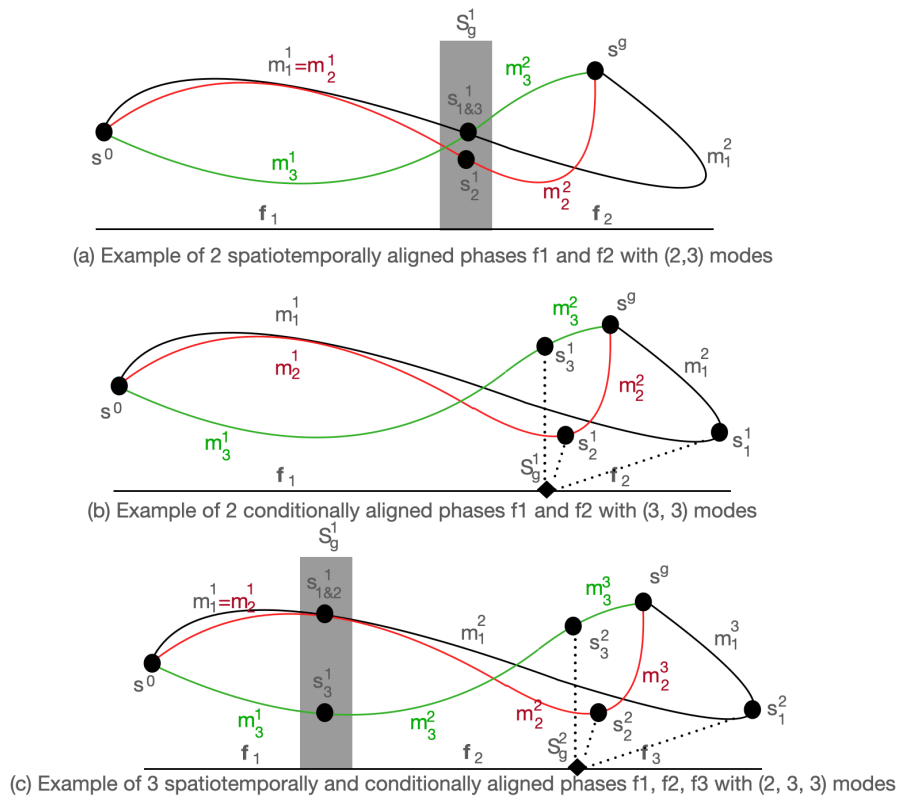 S_g^1
m_1^1=m_2^1
m_3^2
s^g
s_{1&3}^1
s^0
m_1^2
m_3^1
s_2^1
m_2^2
f_1
f_2
(a) Example of 2 spatiotemporally aligned phases f1 and f2 with (2,3) modes
m_1^1
m_3^2
s^g
m_2^1
s_3^1
m_1^2
m_2^2
s^0
m_3^1
s_2^1
s_1^1
S_g^1
f_1
f_2
(b) Example of 2 conditionally aligned phases f1 and f2 with (3, 3) modes
S_g^1
m_1^1=m_2^1
s_{1&2}^1
m_3^3
s^g
m_1^2
s_3^2
m_1^3
s^0
s_3^1
m_2^3
m_3^1
m_3^2
m_2^2
s_2^2
s_1^2
S_g^2
f_1
f_2
f_3
(c) Example of 3 spatiotemporally and conditionally aligned phases f1, f2, f3 with (2, 3, 3) modes